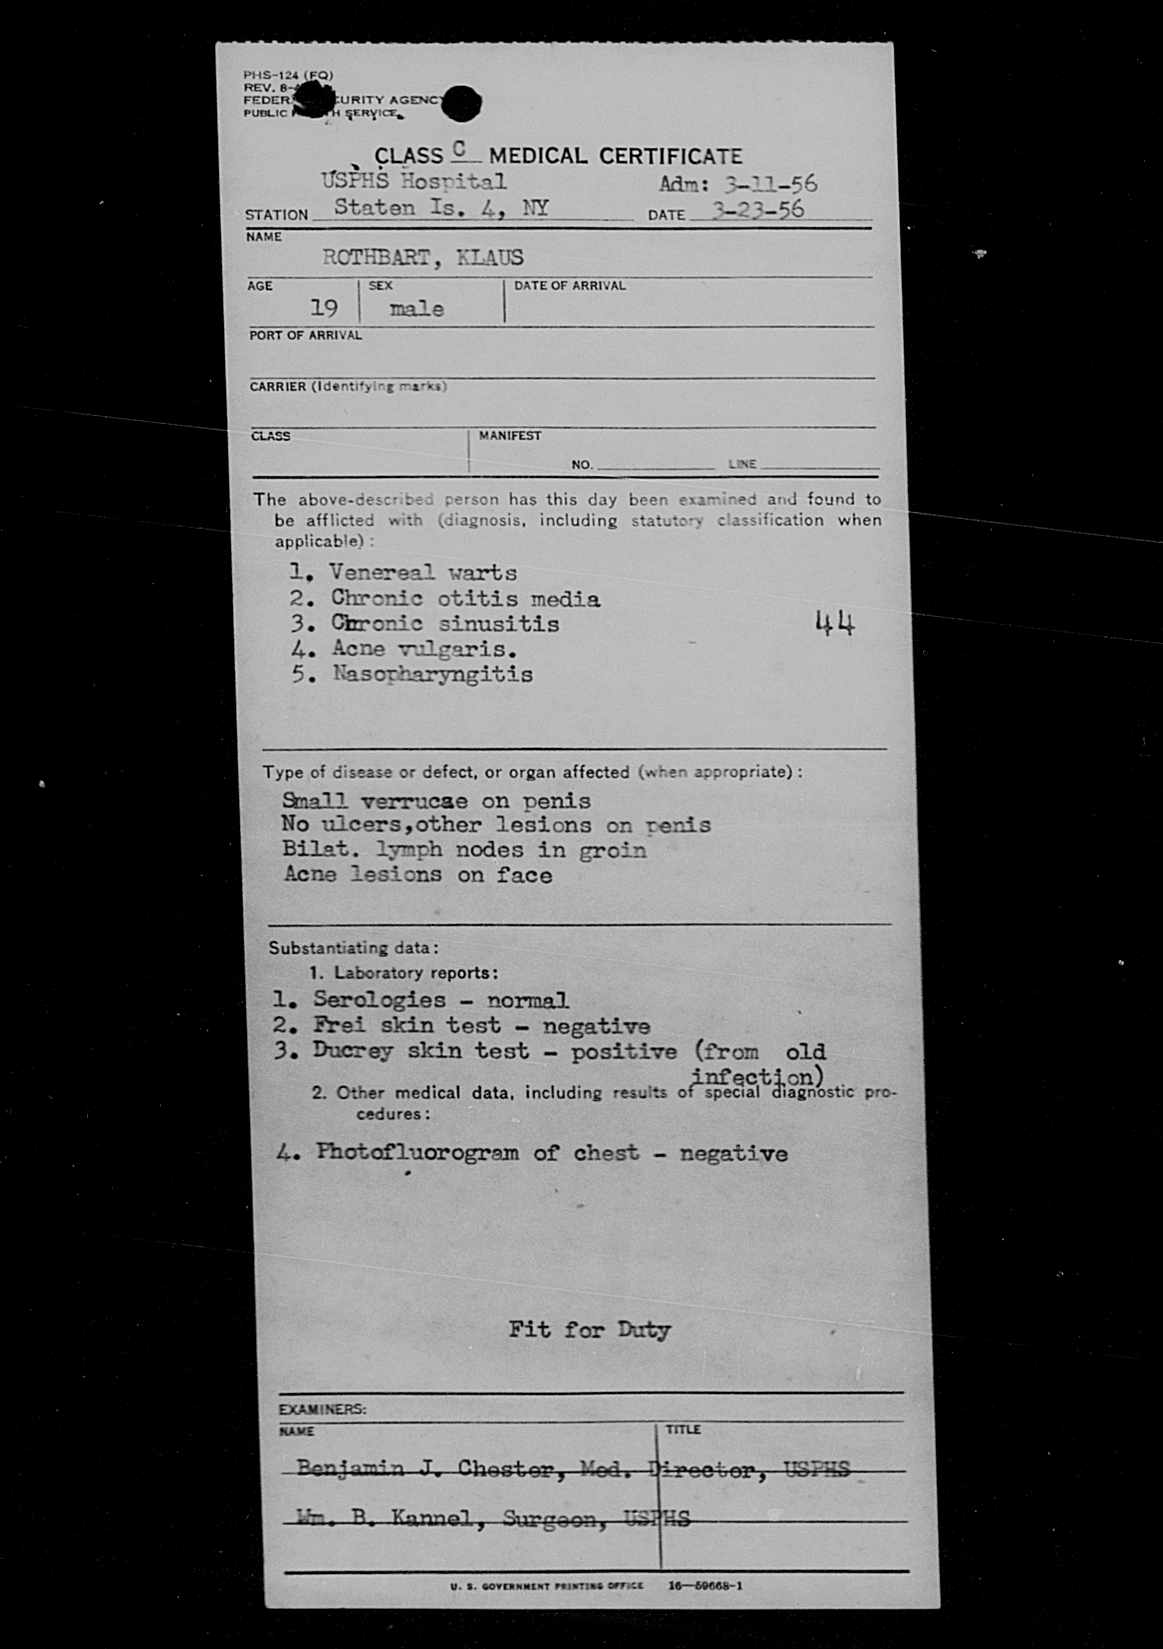 PHS-124 (FQ)
REV. 8-
FEDER CURITY AGENCY
PUBLIC H SERVICE
CLASS C MEDICAL CERTIFICATE
USPHS Hospital Adm: 3-11-56
STATION Staten Is. 4, NY DATE 3-23-56
NAME
ROTHBART, KLAUS
AGE SEX DATE OF ARRIVAL
19 male
PORT OF ARRIVAL
CARRIER (Identifying marks)
CLASS MANIFEST
NO. LINE
The above-described person has this day been examined and found to
be afflicted with (diagnosis, including statutory classification when
applicable) :
1. Venereal warts
2. Chronic otitis media
3. Chronic sinusitis 44
4. Acne vulgaris.
5. Nasopharyngitis
Type of disease or defect, or organ affected (when appropriate) :
Small verrucae on penis
No ulcers,other lesions on penis
Bilat. lymph nodes in groin
Acne lesions on face
Substantiating data:
1. Laboratory reports:
1. Serologies - normal
2. Frei skin test - negative
3. Ducrey skin test - positive (from old
infection)
2. Other medical data, including results of special diagnostic pro-
cedures:
4. Photofluorogram of chest - negative
Fit for Duty
EXAMINERS:
NAME TITLE
Benjamin J. Chester, Med. Director, USPHS
Wm. B. Kannel, Surgeon, USPHS
U. S. GOVERNMENT PRINTING OFFICE 16—59668-1